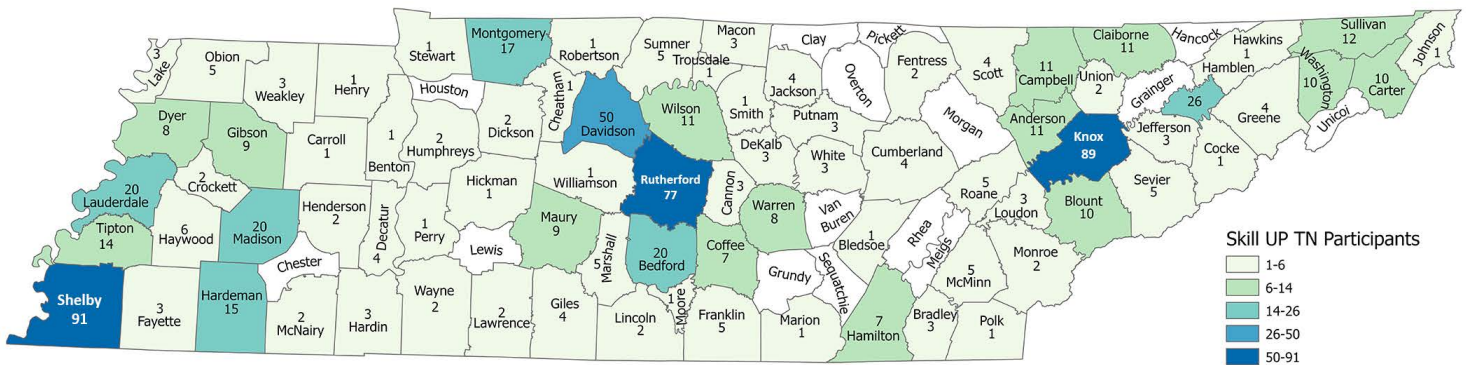 Lake
3
Obion
5
3
Weakley
1
Henry
1
Stewart
Montgomery
17
1
Robertson
Sumner
5
Trousdale
1
Macon
3
Clay
Pickett
Overton
Fentress
2
4
Scott
11
Campbell
Claiborne
11
Hancock
Hawkins
1
Sullivan
12
Johnson
1
Dyer
8
Gibson
9
Carroll
1
1
Benton
Houston
2
Humphreys
2
Dickson
Cheatham
1
50
Davidson
Wilson
11
1
Smith
4
Jackson
Putnam
3
Morgan
Anderson
11
Union
2
Grainger
Hamblen
26
4
Greene
Washington
10
10
Carter
Unicoi
20
Lauderdale
2
Crockett
20
Madison
Henderson
2
Decatur
4
1
Perry
Hickman
1
1
Williamson
Rutherford
77
Cannon
3
DeKalb
3
White
3
Cumberland
4
5
Roane
3
Loudon
Knox
89
Jefferson
3
Cocke
1
Sevier
5
Blount
10
Tipton
14
6
Haywood
Chester
Lewis
Maury
9
Marshall
5
20
Bedford
Coffee
7
Warren
8
Van
Buren
1
Bledsoe
Rhea
Meigs
5
McMinn
Monroe
2
Shelby
91
3
Fayette
Hardeman
15
2
McNairy
3
Hardin
Wayne
2
2
Lawrence
Giles
4
Lincoln
2
1
Moore
Franklin
5
Grundy
Sequatchie
Marion
1
7
Hamilton
Bradley
3
Polk
1
Skill UP TN Participants
1-6
6-14
14-26
26-50
50-91